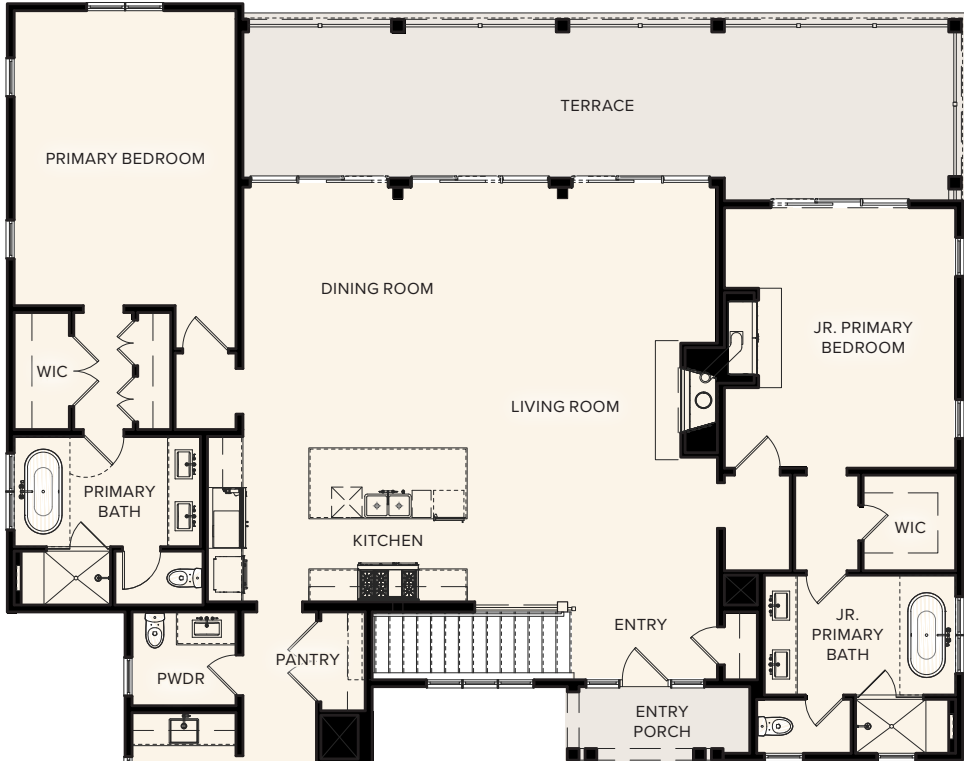 TERRACE
PRIMARY BEDROOM
DINING ROOM
JR. PRIMARY
BEDROOM
WIC
LIVING ROOM
PRIMARY
BATH
WIC
KITCHEN
ENTRY
JR.
PRIMARY
BATH
PANTRY
PWDR
ENTRY
PORCH